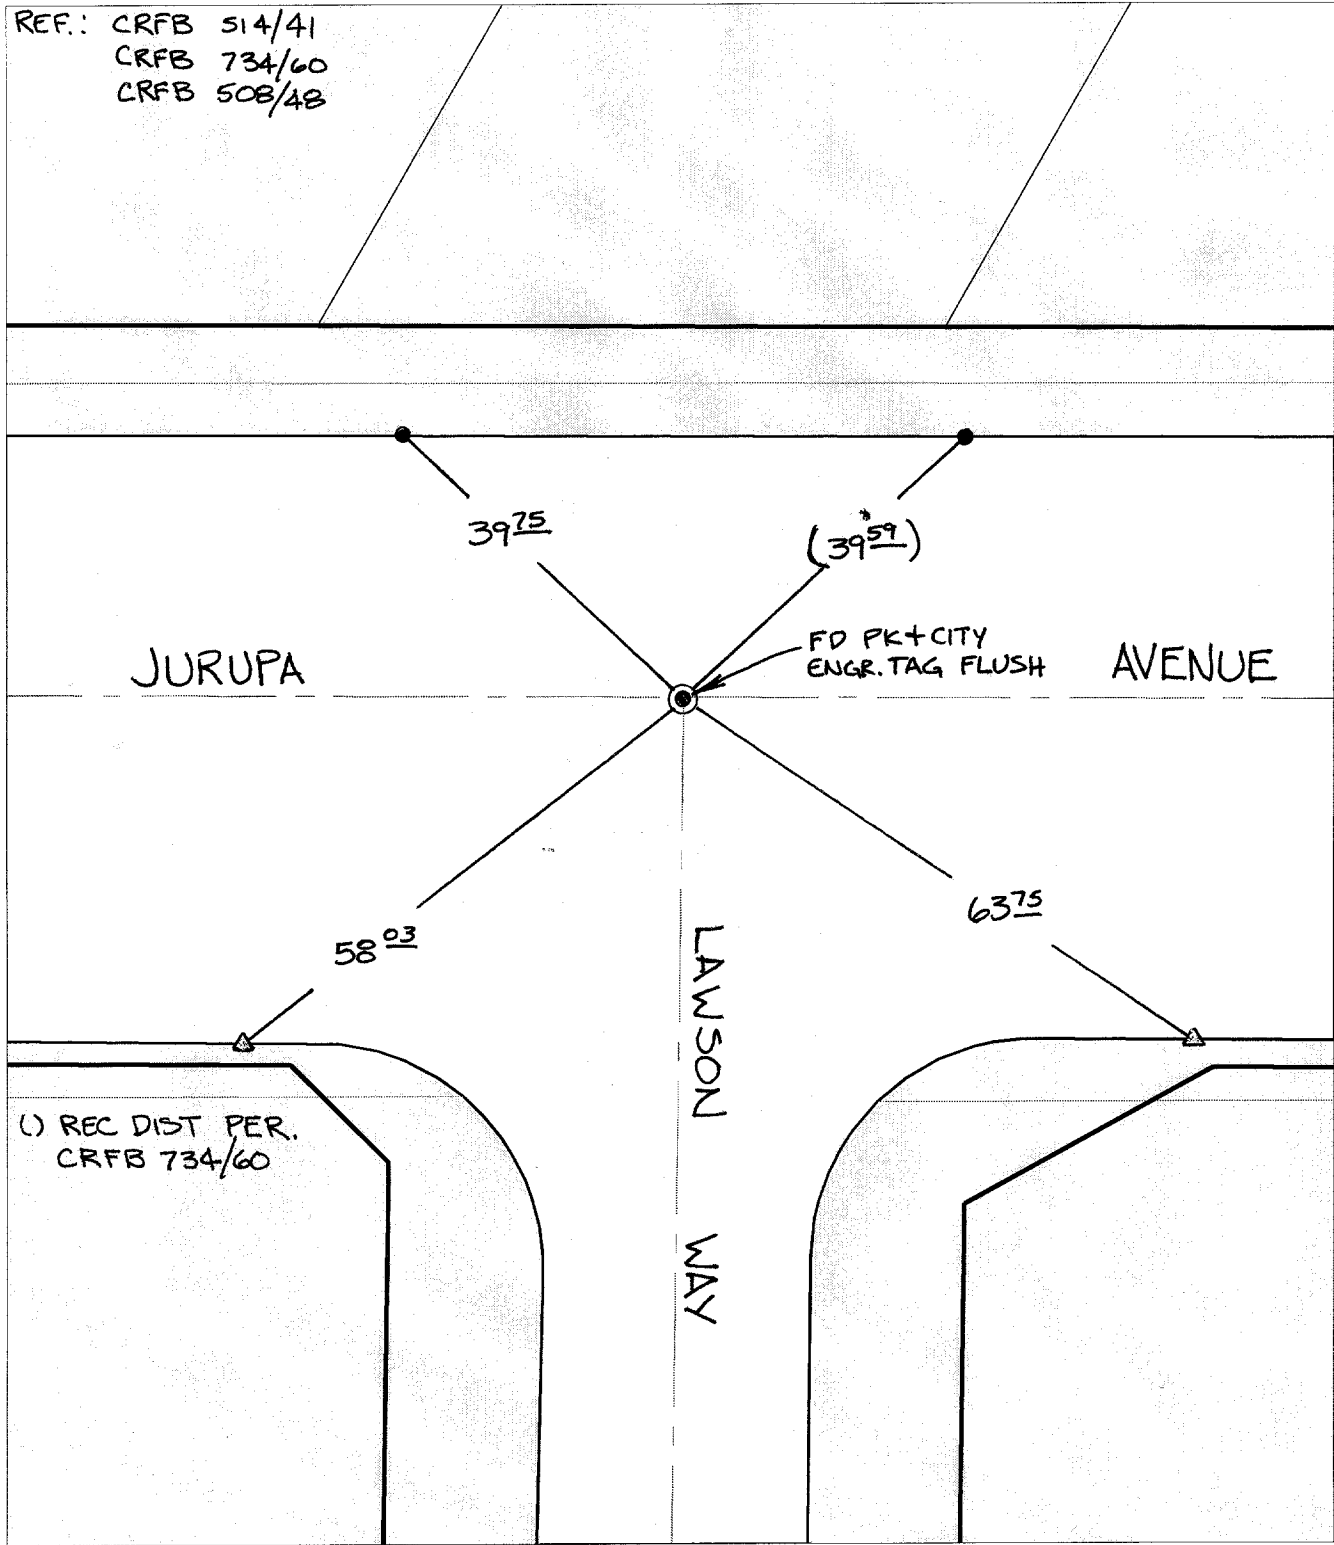 REF.: CRFB 514/41
CRFB 734/60
CRFB 508/48
39 75
(39 59)
FD PK+CITY
ENGR. TAG FLUSH
JURUPA AVENUE
58 03
63 75
LAWSON WAY
() REC DIST PER.
CRFB 734/60